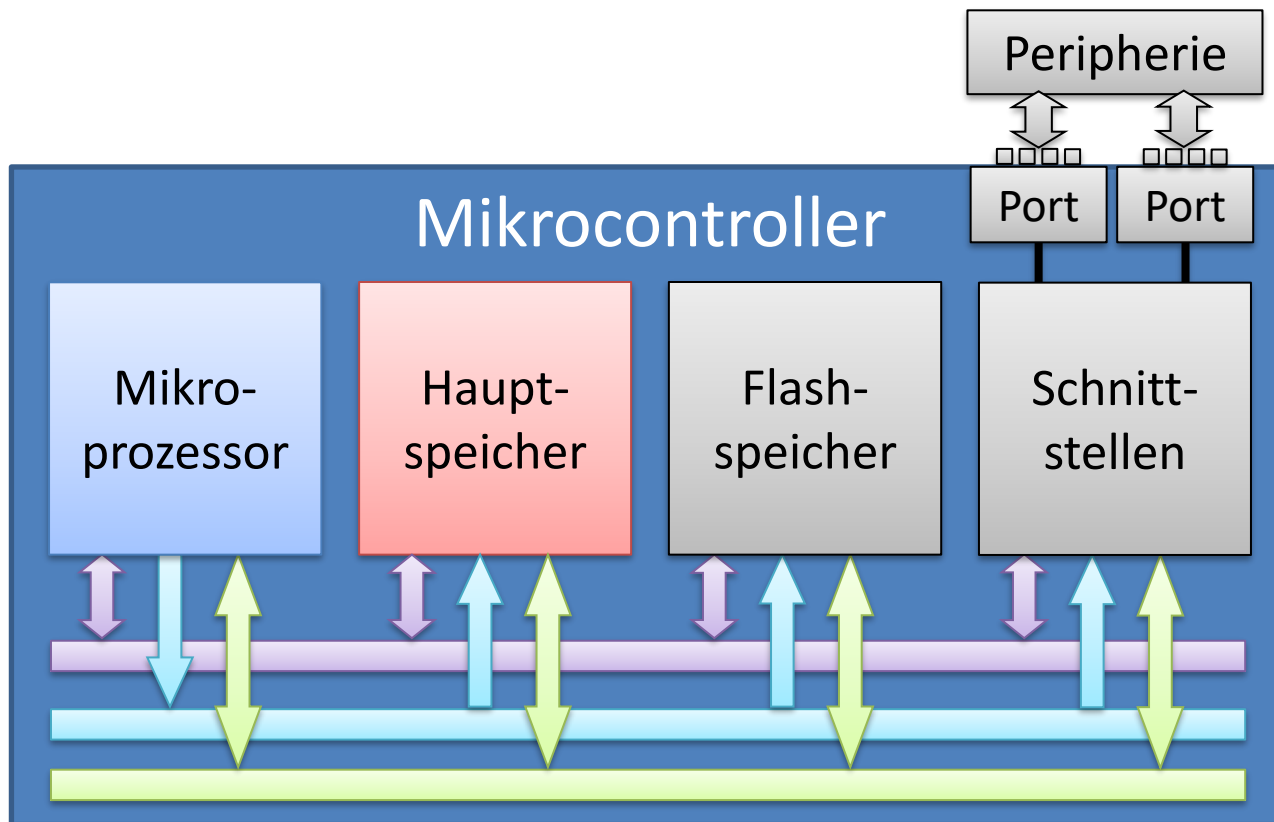 Peripherie
Port
Port
Mikrocontroller
Mikro-
prozessor
Haupt-
speicher
Flash-
speicher
Schnitt-
stellen